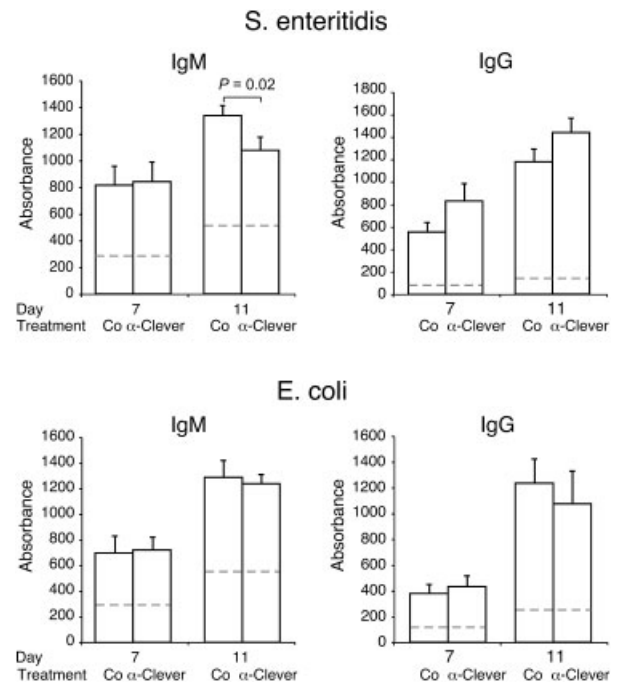 S. enteritidis
IgM
IgG
P = 0.02
Absorbance
1600
1400
1200
1000
800
600
400
200
0
Absorbance
1800
1600
1400
1200
1000
800
600
400
200
0
Day 7 11 7 11
Treatment Co α-Clever Co α-Clever Co α-Clever Co α-Clever
E. coli
IgM
IgG
Absorbance
1600
1400
1200
1000
800
600
400
200
0
Absorbance
1600
1400
1200
1000
800
600
400
200
0
Day 7 11 7 11
Treatment Co α-Clever Co α-Clever Co α-Clever Co α-Clever